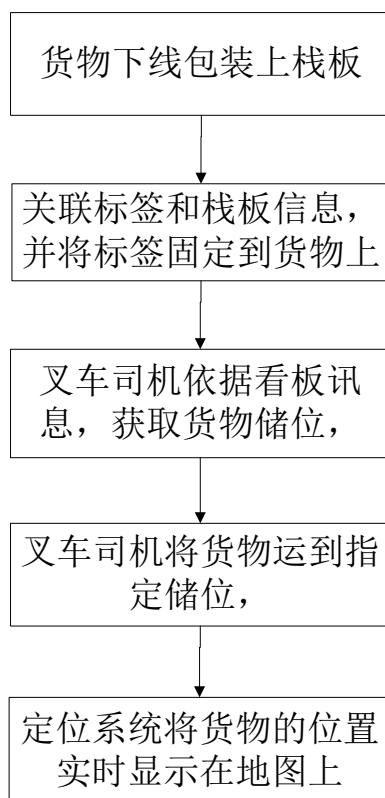 货物下线包装上栈板
关联标签和栈板信息，
并将标签固定到货物上
叉车司机依据看板讯
息，获取货物储位，
叉车司机将货物运到指
定储位，
定位系统将货物的位置
实时显示在地图上